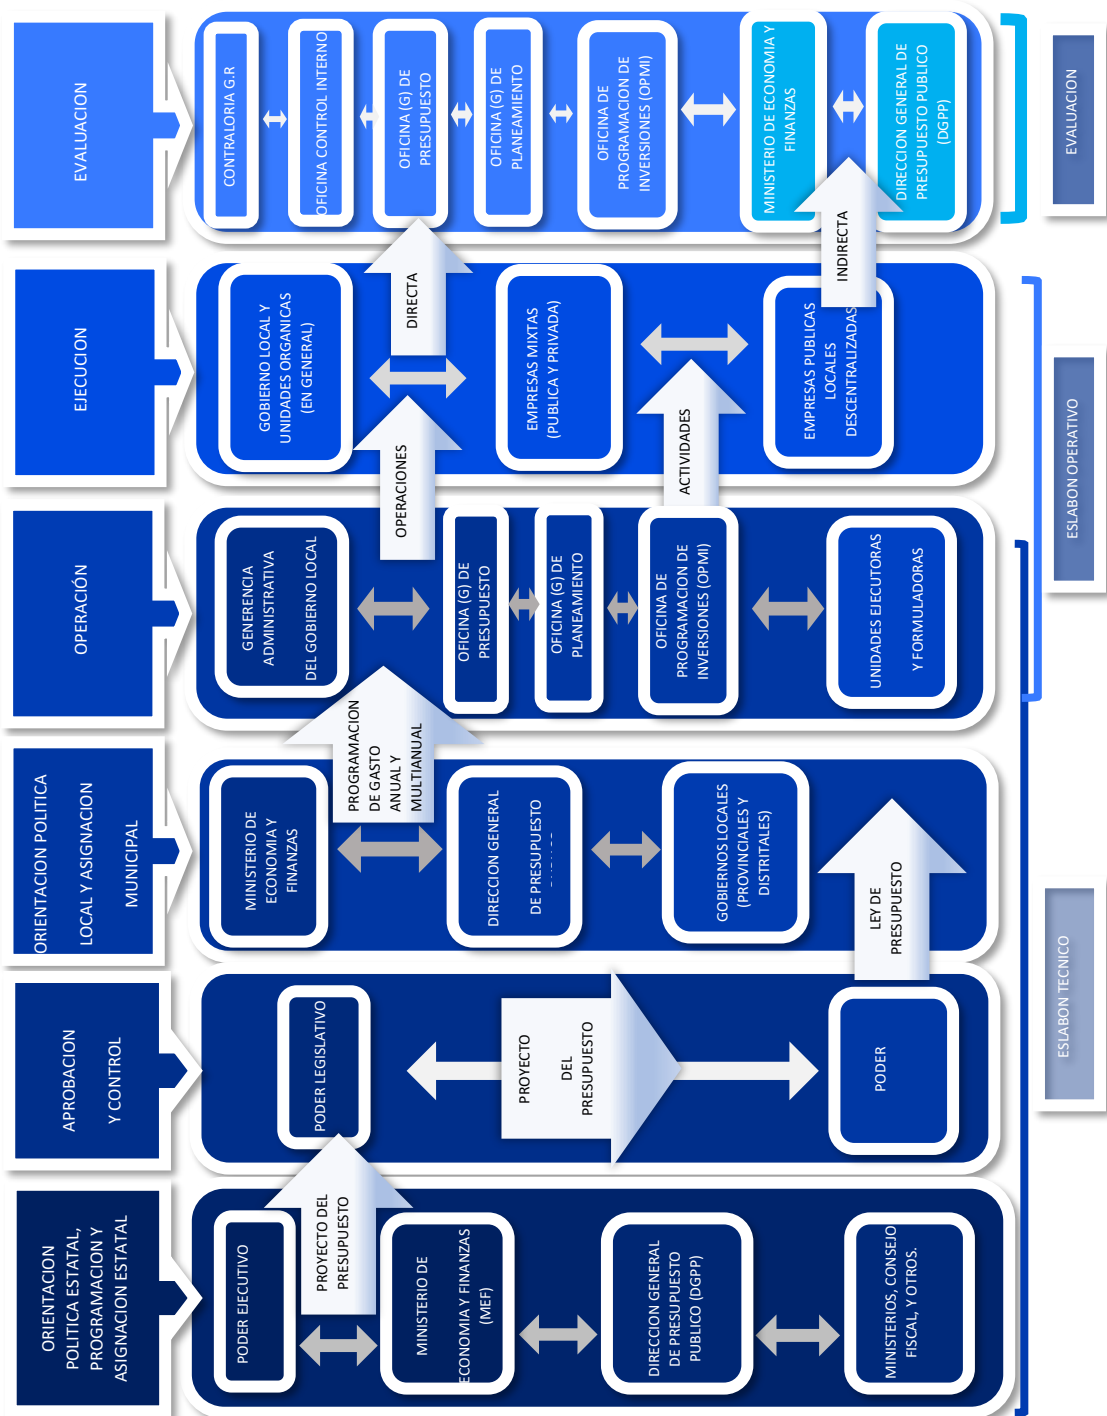 ORIENTACION
POLITICA ESTATAL,
PROGRAMACION Y
ASIGNACION ESTATAL
PODER EJECUTIVO
PROYECTO DEL
PRESUPUESTO
MINISTERIO DE
ECONOMIA Y FINANZAS
(MEF)
DIRECCION GENERAL
DE PRESUPUESTO
PUBLICO (DGPP)
MINISTERIOS, CONSEJO
FISCAL, Y OTROS.
APROBACION
Y CONTROL
PODER LEGISLATIVO
PROYECTO
DEL
PRESUPUESTO
PODER
LEY DE
PRESUPUESTO
ORIENTACION POLITICA
LOCAL Y ASIGNACION
MUNICIPAL
MINISTERIO DE
ECONOMIA Y
FINANZAS
PROGRAMACION
DE GASTO
ANUAL Y
MULTIANUAL
DIRECCION GENERAL
DE PRESUPUESTO
GOBIERNOS LOCALES
(PROVINCIALES Y
DISTRITALES)
OPERACIÓN
GENERENCIA
ADMINISTRATIVA
DEL GOBIERNO LOCAL
OPERACIONES
OFICINA (G) DE
PRESUPUESTO
OFICINA (G) DE
PLANEAMIENTO
OFICINA DE
PROGRAMACION DE
INVERSIONES (OPMI)
ACTIVIDADES
UNIDADES EJECUTORAS
Y FORMULADORAS
EJECUCION
GOBIERNO LOCAL Y
UNIDADES ORGANICAS
(EN GENERAL)
DIRECTA
EMPRESAS MIXTAS
(PUBLICA Y PRIVADA)
EMPRESAS PUBLICAS
LOCALES
DESCENTRALIZADAS
INDIRECTA
EVALUACION
CONTRALORIA G.R
OFICINA CONTROL INTERNO
OFICINA (G) DE
PRESUPUESTO
OFICINA (G) DE
PLANEAMIENTO
OFICINA DE
PROGRAMACION DE
INVERSIONES (OPMI)
MINISTERIO DE ECONOMIA Y
FINANZAS
DIRECCION GENERAL DE
PRESUPUESTO PUBLICO
(DGPP)
ESLABON TECNICO
ESLABON OPERATIVO
EVALUACION